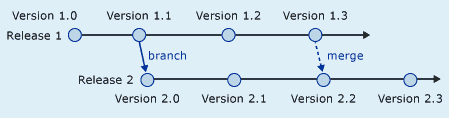 Version 1.0 Version 1.1 Version 1.2 Version 1.3
Release 1
branch merge
Release 2
Version 2.0 Version 2.1 Version 2.2 Version 2.3